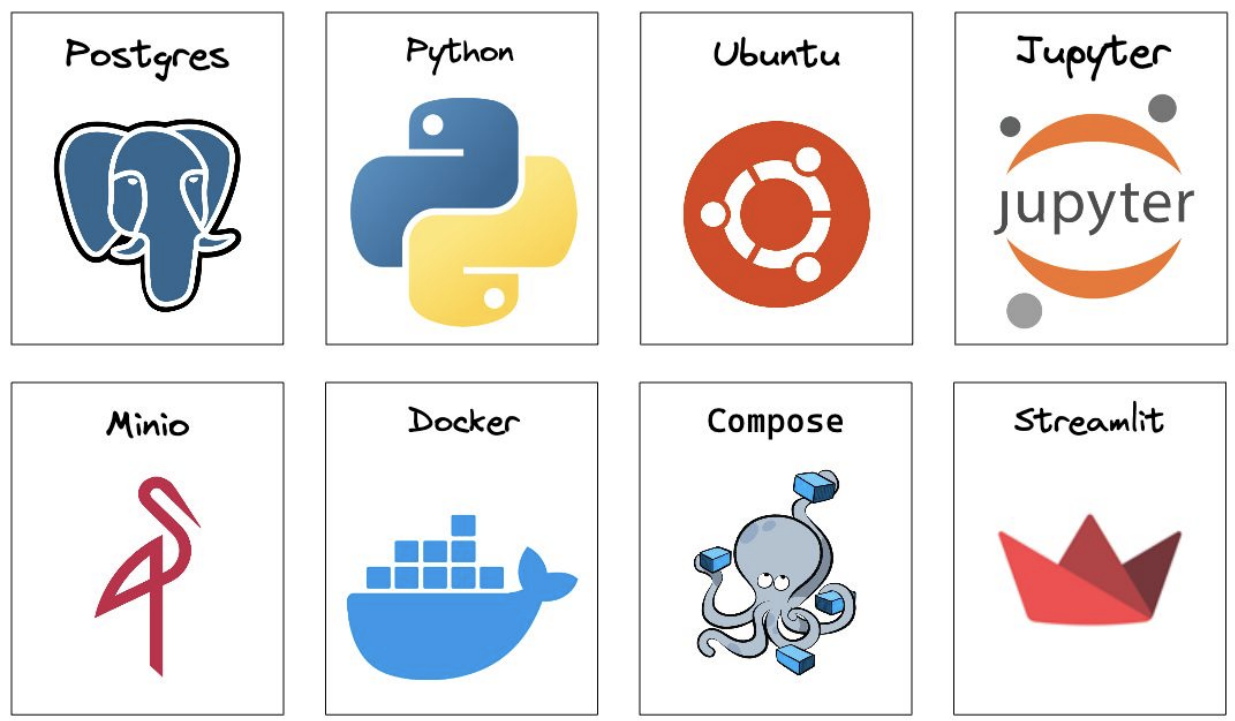 Postgres
Python
Ubuntu
Jupyter
jupyter
Minio
Docker
Compose
Streamlit